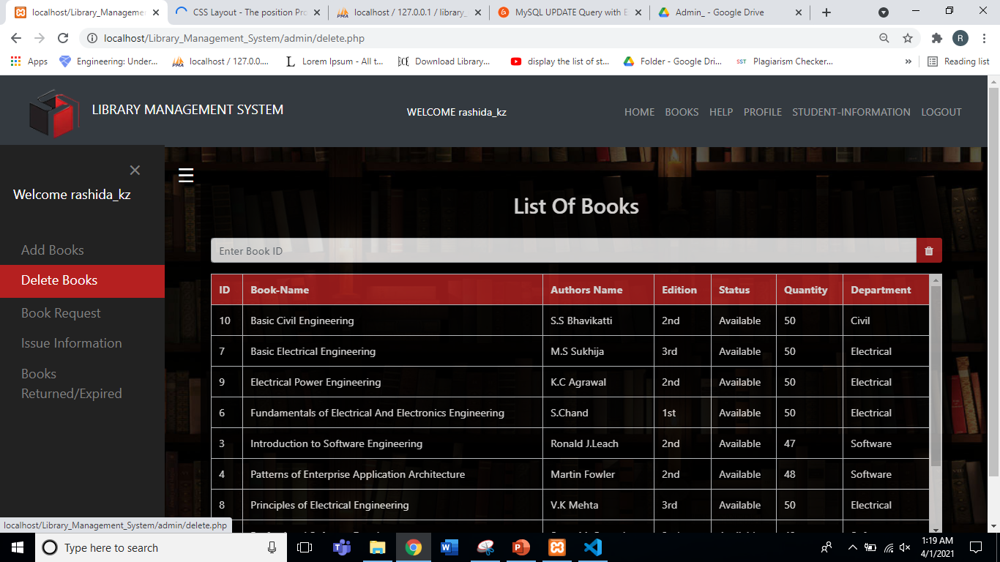 localhost/Library_Manageme
CSS Layout - The position Pro
localhost / 127.0.0.1 / library_
MySQL UPDATE Query with E
Admin_ - Google Drive
localhost/Library_Management_System/admin/delete.php
R
Apps
Engineering: Under...
localhost / 127.0.0....
Lorem Ipsum - All t...
Download Library...
display the list of st...
Folder - Google Dri...
SST
Plagiarism Checker...
Reading list
LIBRARY MANAGEMENT SYSTEM
WELCOME rashida_kz
HOME BOOKS HELP PROFILE STUDENT-INFORMATION LOGOUT
Welcome rashida_kz
Add Books
Delete Books
Book Request
Issue Information
Books
Returned/Expired
List Of Books
Enter Book ID
ID Book-Name Authors Name Edition Status Quantity Department
10 Basic Civil Engineering S.S Bhavikatti 2nd Available 50 Civil
7 Basic Electrical Engineering M.S Sukhija 3rd Available 50 Electrical
9 Electrical Power Engineering K.C Agrawal 2nd Available 50 Electrical
6 Fundamentals of Electrical And Electronics Engineering S.Chand 1st Available 50 Electrical
3 Introduction to Software Engineering Ronald J.Leach 2nd Available 47 Software
4 Patterns of Enterprise Application Architecture Martin Fowler 2nd Available 48 Software
8 Principles of Electrical Engineering V.K Mehta 3rd Available 50 Electrical
localhost/Library_Management_System/admin/delete.php
Type here to search
1:19 AM
4/1/2021